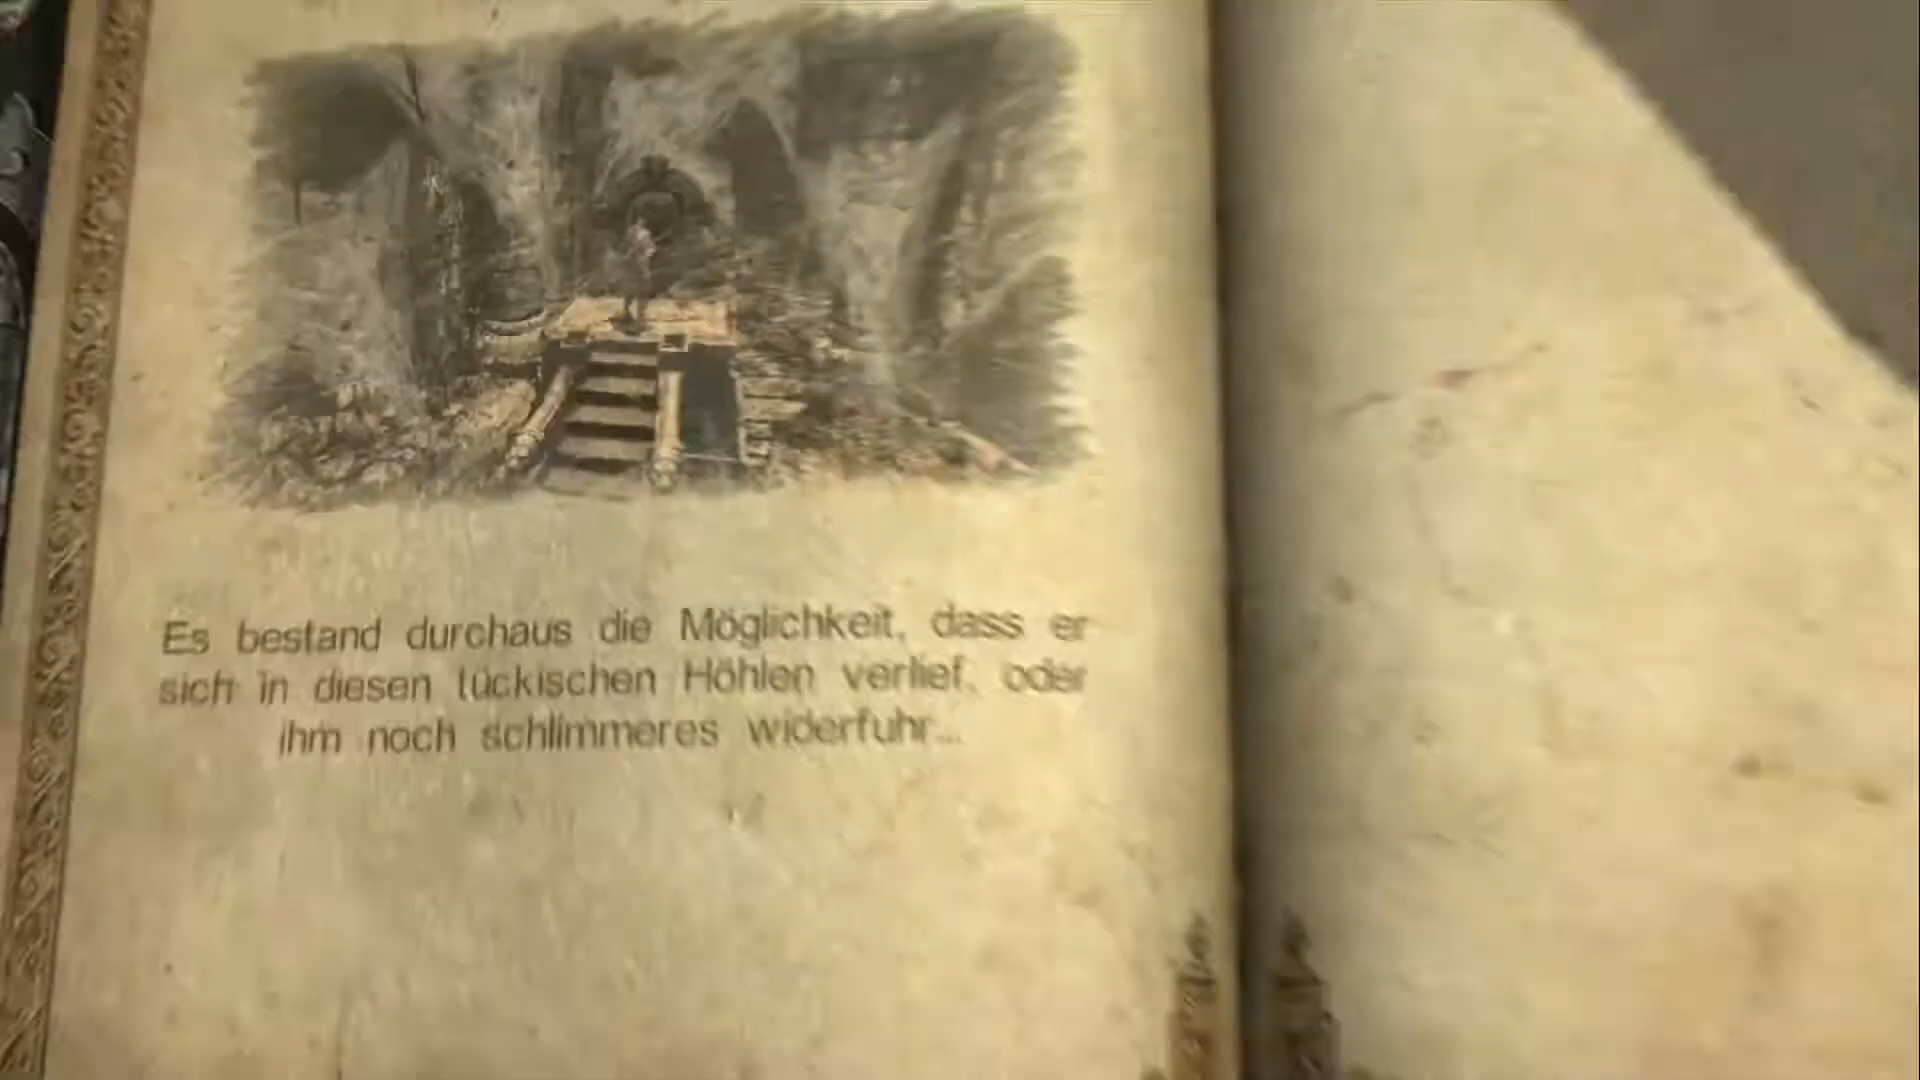 Es bestand durchaus die Möglichkeit, dass er
sich in diesen tückischen Höhlen verlief, oder
ihm noch schlimmeres widerfuhr...